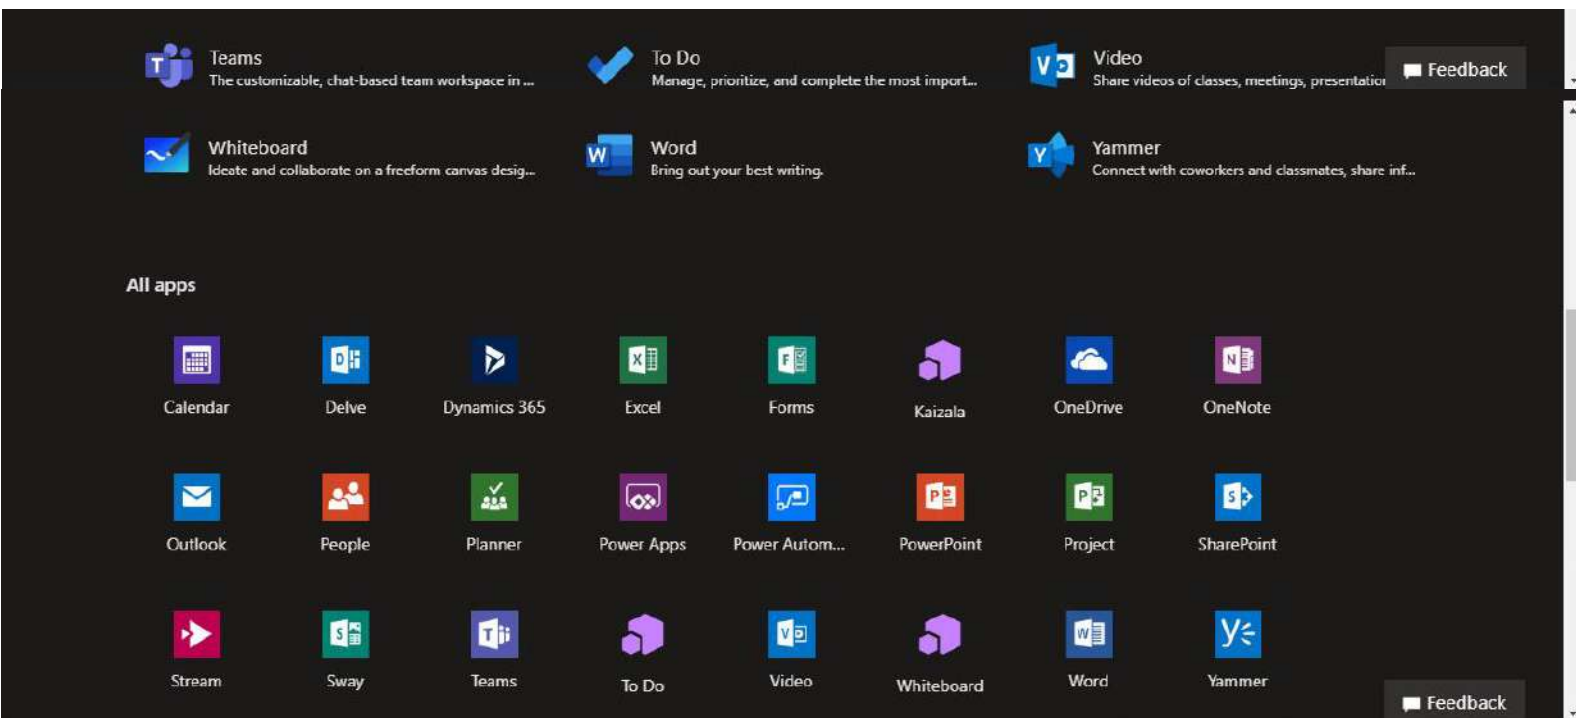 Teams
The customizable, chat-based team workspace in ...
To Do
Manage, prioritize, and complete the most import...
Video
Share videos of classes, meetings, presentation
Feedback
Whiteboard
Ideate and collaborate on a freeform canvas desig...
Word
Bring out your best writing.
Yammer
Connect with coworkers and classmates, share inf...
All apps
Calendar
Delve
Dynamics 365
Excel
Forms
Kaizala
OneDrive
OneNote
Outlook
People
Planner
Power Apps
Power Autom...
PowerPoint
Project
SharePoint
Stream
Sway
Teams
To Do
Video
Whiteboard
Word
Yammer
Feedback